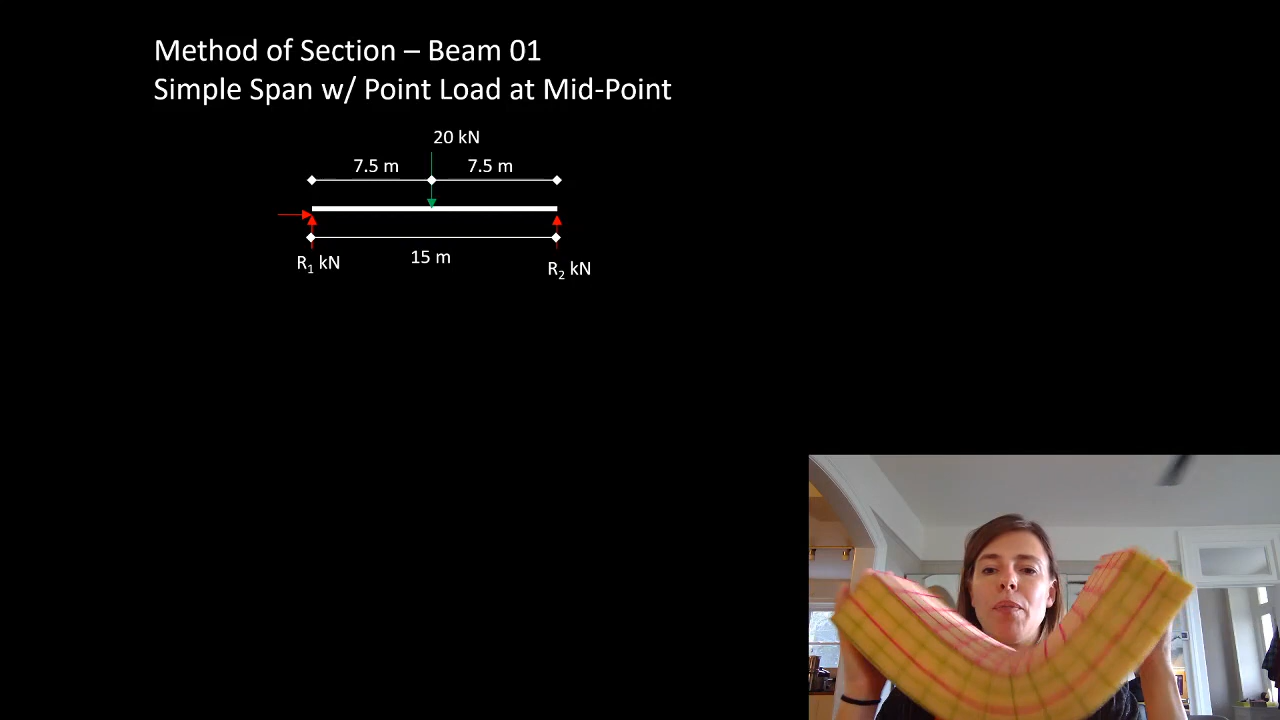 Method of Section – Beam 01
Simple Span w/ Point Load at Mid-Point
20 kN
7.5 m 7.5 m
15 m
R₁ kN
R₂ kN